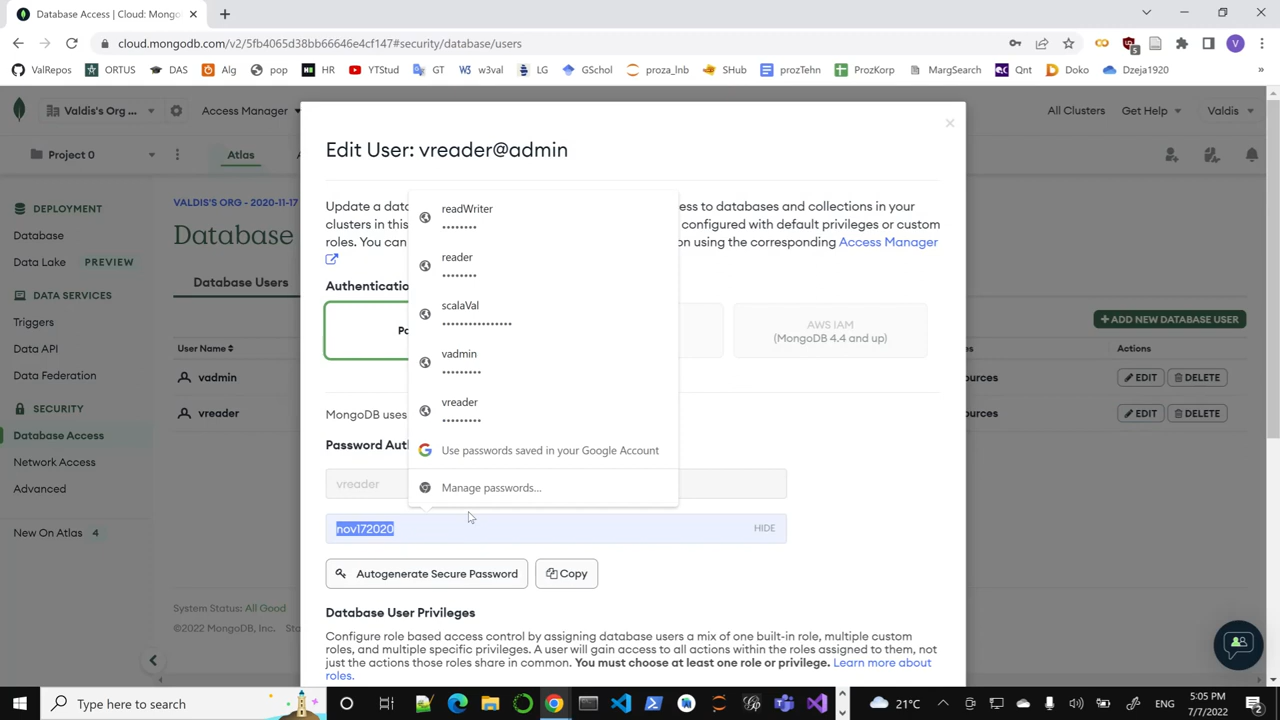 Database Access | Cloud: Mongo
cloud.mongodb.com/v2/5fb4065d38bb66646e4cf147#security/database/users
ValRepos ORTUS DAS Alg pop HR YTStud GT w3val LG GSchol proza_lnb SHub prozTehn ProzKorp MargSearch Qnt Doko Dzeja1920 »
Valdis's Org ... Access Manager All Clusters Get Help Valdis
Project 0 Atlas
Edit User: vreader@admin
DEPLOYMENT
Database
Data Lake PREVIEW
DATA SERVICES
Triggers
Data API
Data Federation
SECURITY
Database Access
Network Access
Advanced
New On Atlas 4
VALDIS'S ORG - 2020-11-17
Database
Database Users
User Name
vadmin
vreader
System Status: All Good
©2022 MongoDB, Inc.
Update a data
ess to databases and collections in your
clusters in this
configured with default privileges or custom
roles. You can
on using the corresponding Access Manager
Authentication
AWS IAM
(MongoDB 4.4 and up)
MongoDB uses
Password Auth
readWriter
••••••••
reader
••••••••
scalaVal
••••••••••••••••
vadmin
•••••••••
vreader
•••••••••
Use passwords saved in your Google Account
Manage passwords...
vreader
nov172020 HIDE
Autogenerate Secure Password Copy
Database User Privileges
Configure role based access control by assigning database users a mix of one built-in role, multiple custom
roles, and multiple specific privileges. A user will gain access to all actions within the roles assigned to them, not
just the actions those roles share in common. You must choose at least one role or privilege. Learn more about
roles.
+ ADD NEW DATABASE USER
Actions
EDIT DELETE
EDIT DELETE
Type here to search
21°C
5:05 PM
7/7/2022
2